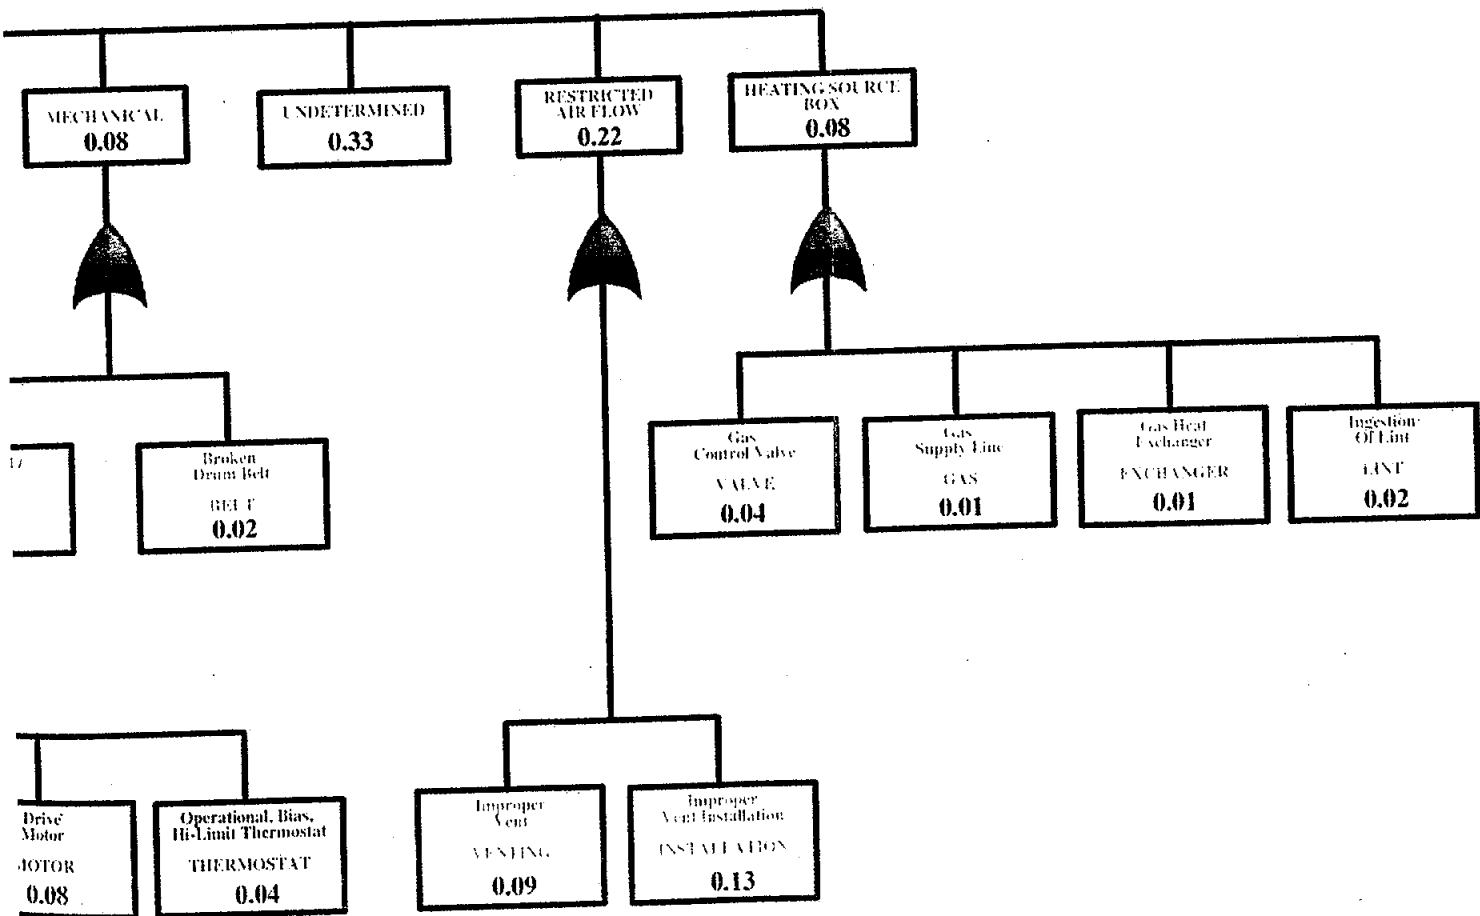 MECHANICAL
0.08
UNDETERMINED
0.33
RESTRICTED
AIR FLOW
0.22
HEATING SOURCE
BOX
0.08
Broken
Drum Belt
BELT
0.02
Gas
Control Valve
VALVE
0.04
Gas
Supply Line
GAS
0.01
Gas Heat
Exchanger
EXCHANGER
0.01
Ingestion
Of Lint
LINT
0.02
Drive
Motor
MOTOR
0.08
Operational, Bias,
Hi-Limit Thermostat
THERMOSTAT
0.04
Improper
Vent
VENTING
0.09
Improper
Vent Installation
INSTALLATION
0.13